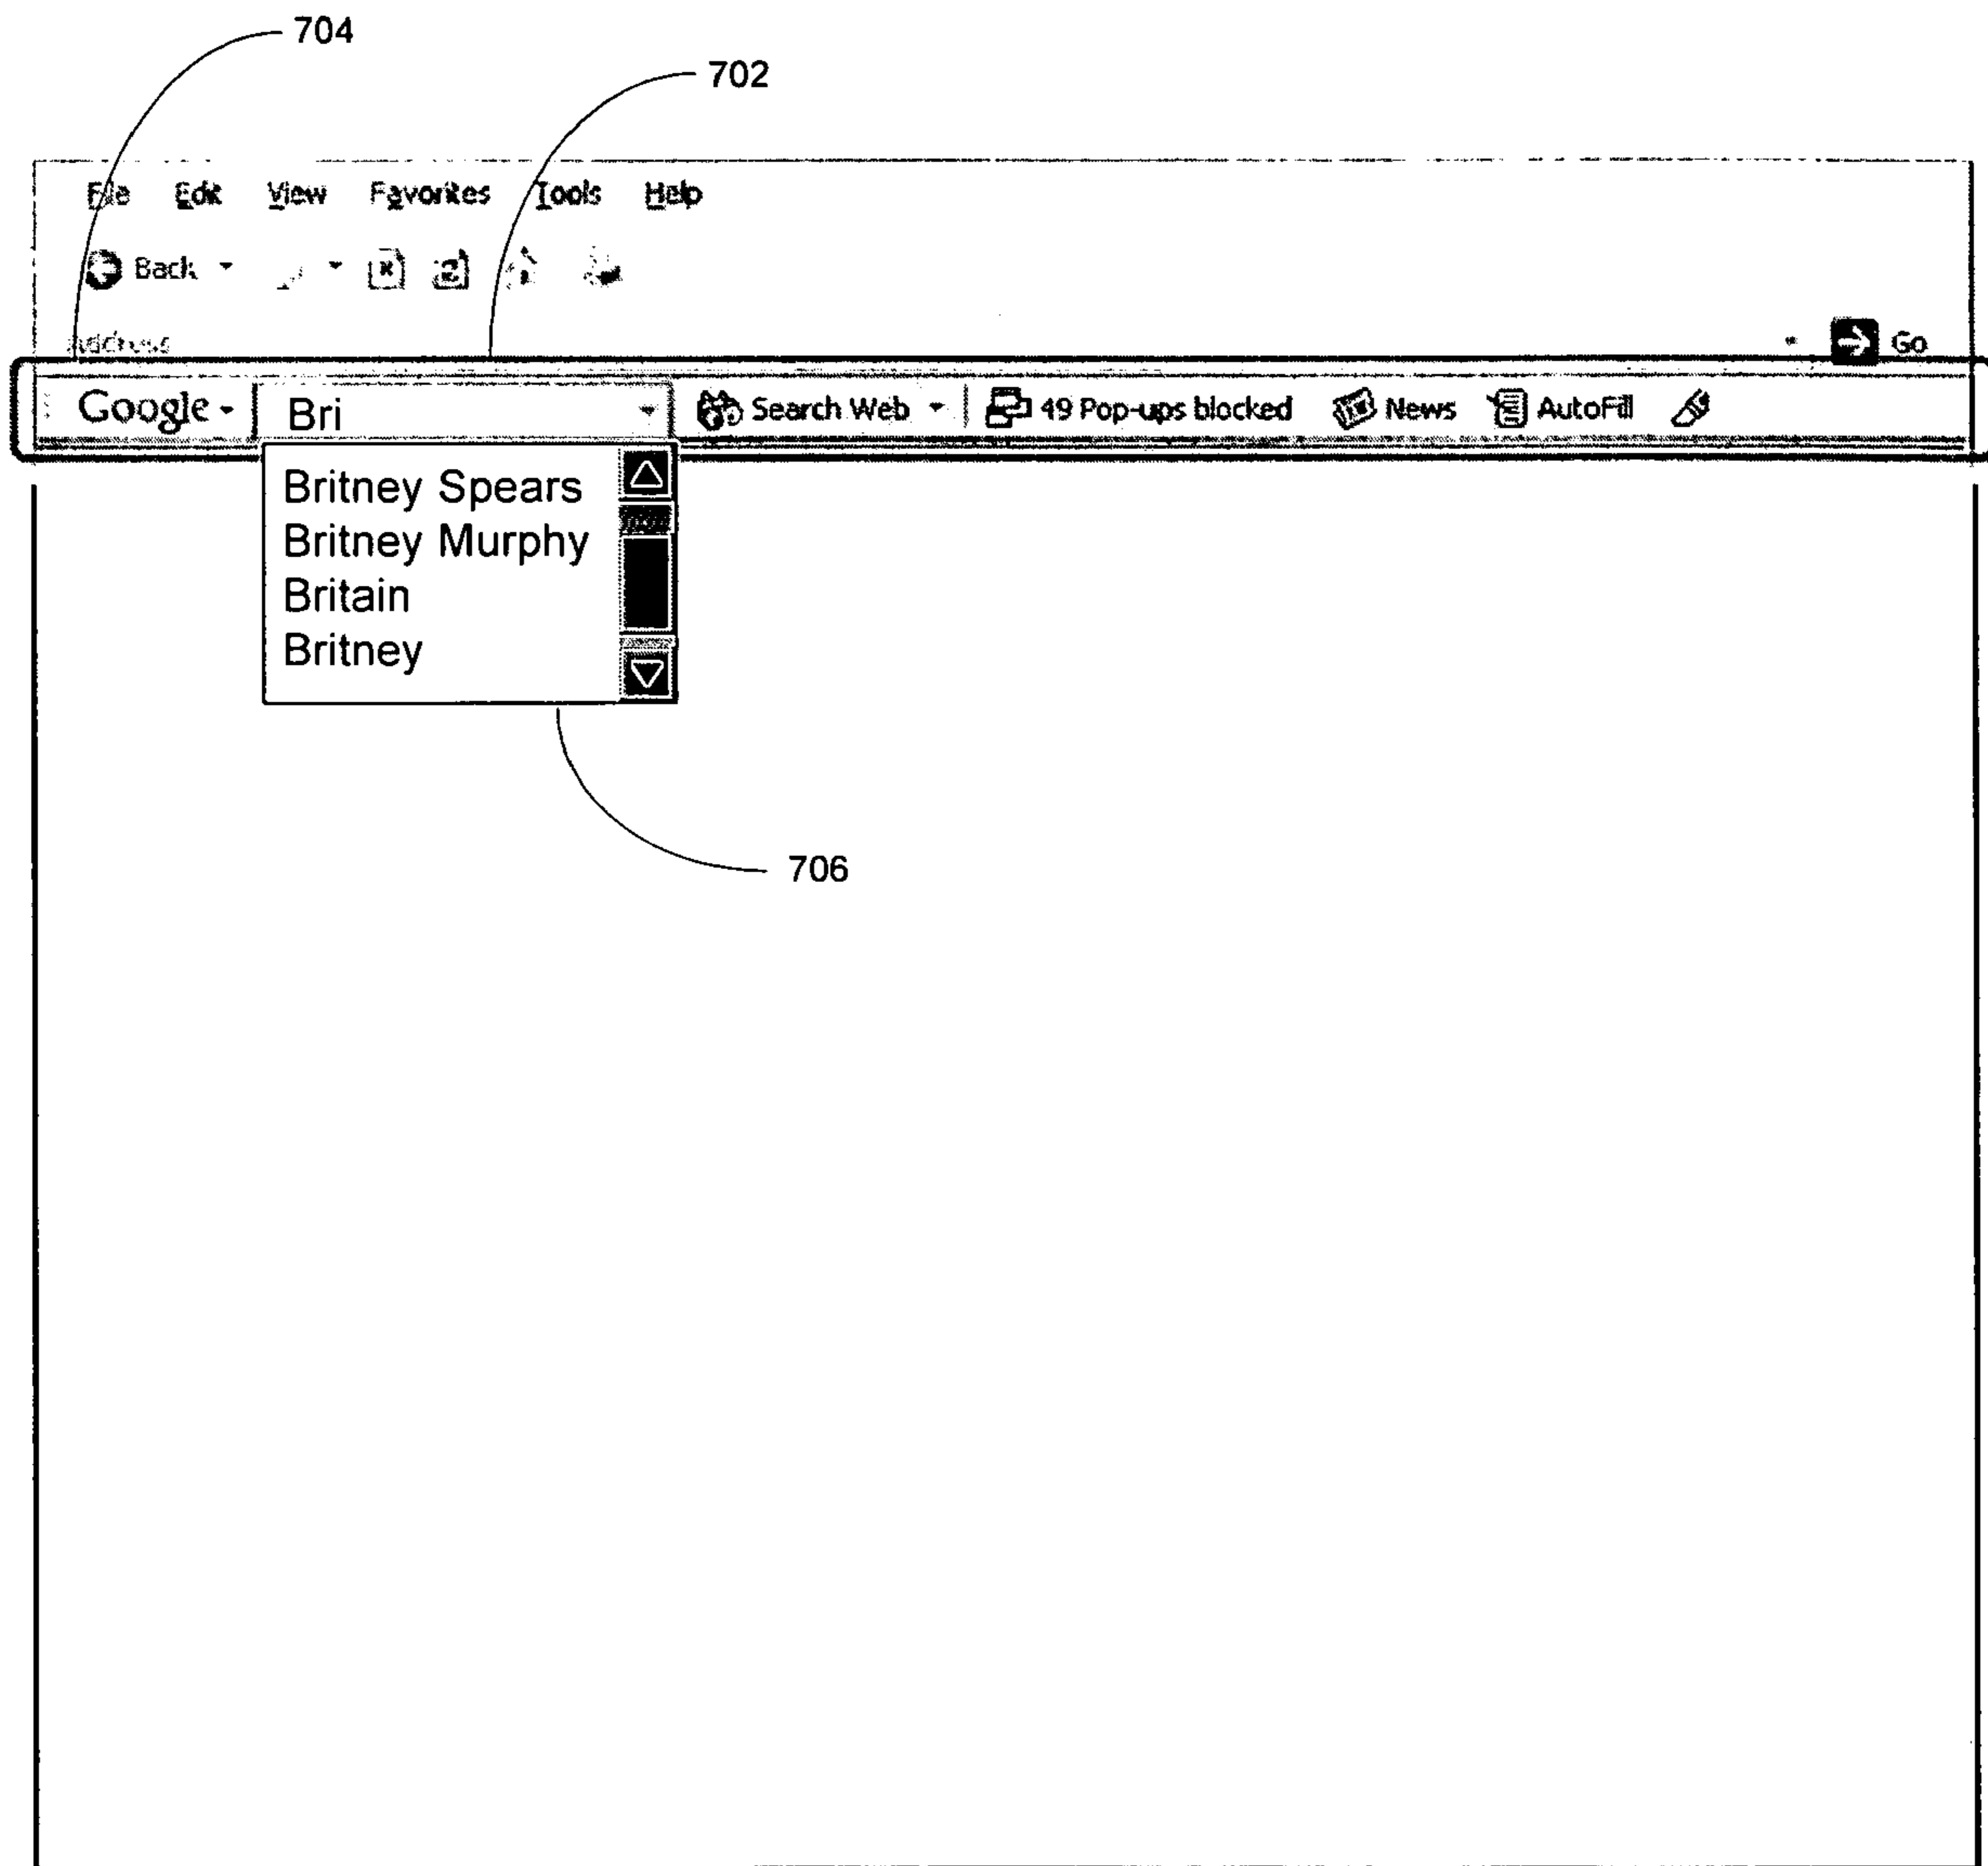 704
702
File Edit View Favorites Tools Help
Back
Address
Go
Google
Bri
Search Web
49 Pop-ups blocked
News
AutoFill
Britney Spears
Britney Murphy
Britain
Britney
706